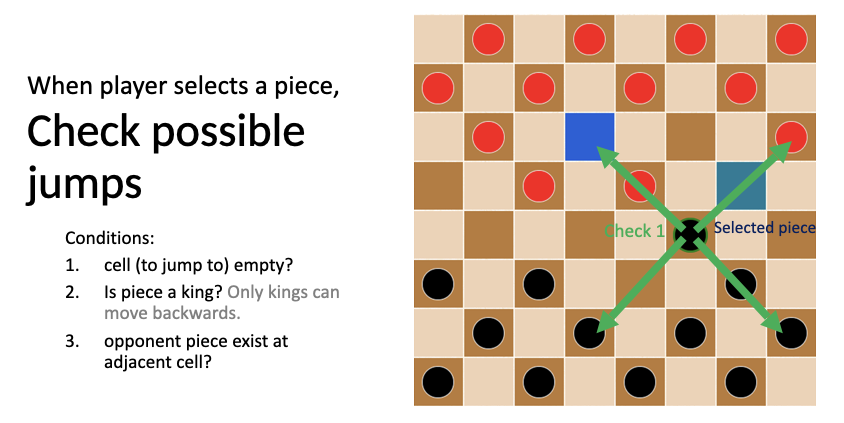 When player selects a piece,
Check possible
jumps
Conditions:
1. cell (to jump to) empty?
2. Is piece a king? Only kings can
move backwards.
3. opponent piece exist at
adjacent cell?
Check 1
Selected piece